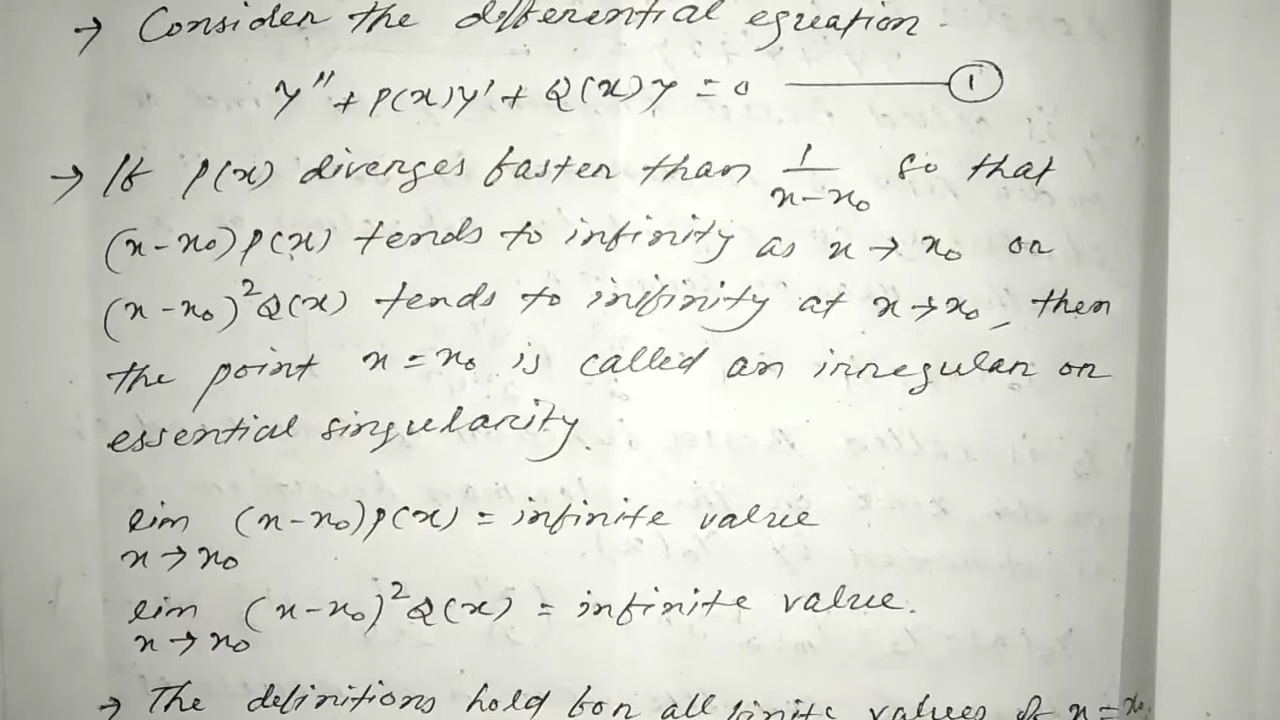 → Consider the differential equation.
y'' + P(x)y' + Q(x)y = 0 ——— ①
→ If P(x) diverges faster than 1/(x-x₀) so that
(x-x₀)P(x) tends to infinity as x → x₀ or
(x-x₀)²Q(x) tends to infinity at x→x₀, then
the point x = x₀ is called an irregular or
essential singularity.
lim (x-x₀)P(x) = infinite value
x → x₀
lim (x-x₀)²Q(x) = infinite value.
x → x₀
→ The definitions hold for all finite values of x = x₀.